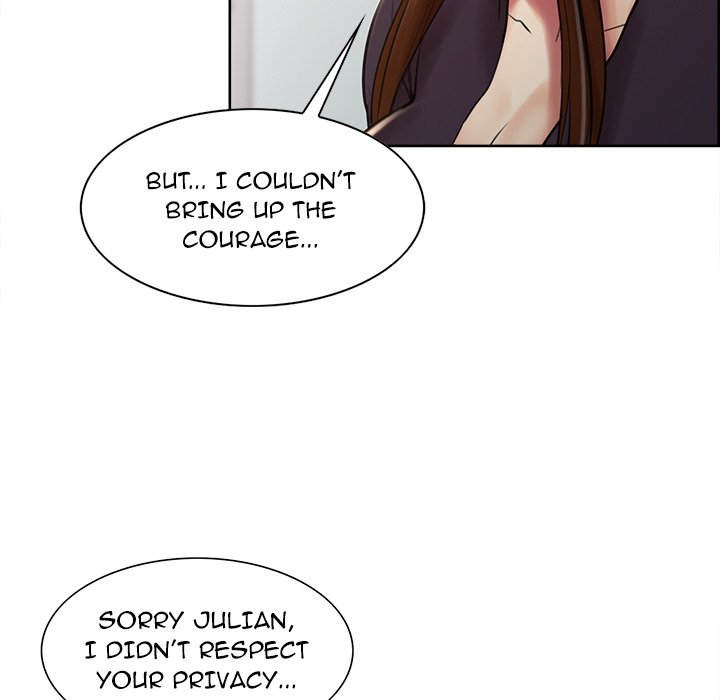 BUT... I COULDN'T
BRING UP THE
COURAGE...
SORRY JULIAN,
I DIDN'T RESPECT
YOUR PRIVACY...